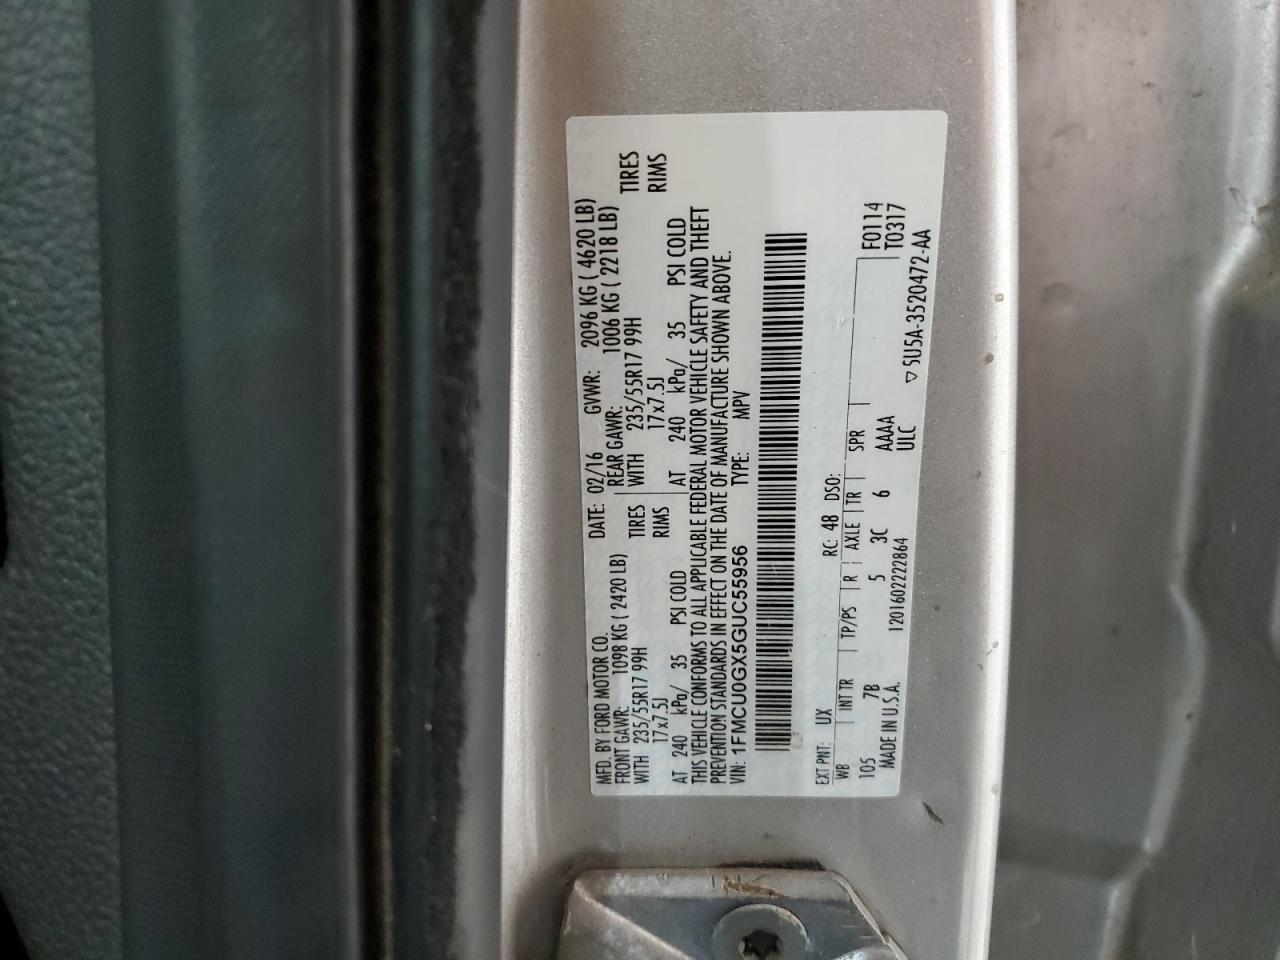 MFD. BY FORD MOTOR CO. DATE: 02/16 GVWR: 2096 KG ( 4620 LB)
FRONT GAWR: 1098 KG ( 2420 LB) REAR GAWR: 1006 KG ( 2218 LB)
WITH 235/55R17 99H TIRES WITH 235/55R17 99H TIRES
17x7.5J RIMS 17x7.5J RIMS
AT 240 kPa/ 35 PSI COLD AT 240 kPa/ 35 PSI COLD
THIS VEHICLE CONFORMS TO ALL APPLICABLE FEDERAL MOTOR VEHICLE SAFETY AND THEFT
PREVENTION STANDARDS IN EFFECT ON THE DATE OF MANUFACTURE SHOWN ABOVE.
VIN: 1FMCU0GX5GUC55956 TYPE: MPV
EXT PNT: UX RC: 48 DSO:
WB INT TR TP/PS R AXLE TR SPR F0114
105 7B 5 3C 6 AAAA T0317
MADE IN U.S.A. 1201602222864 ULC ▽ 5U5A-3520472-AA